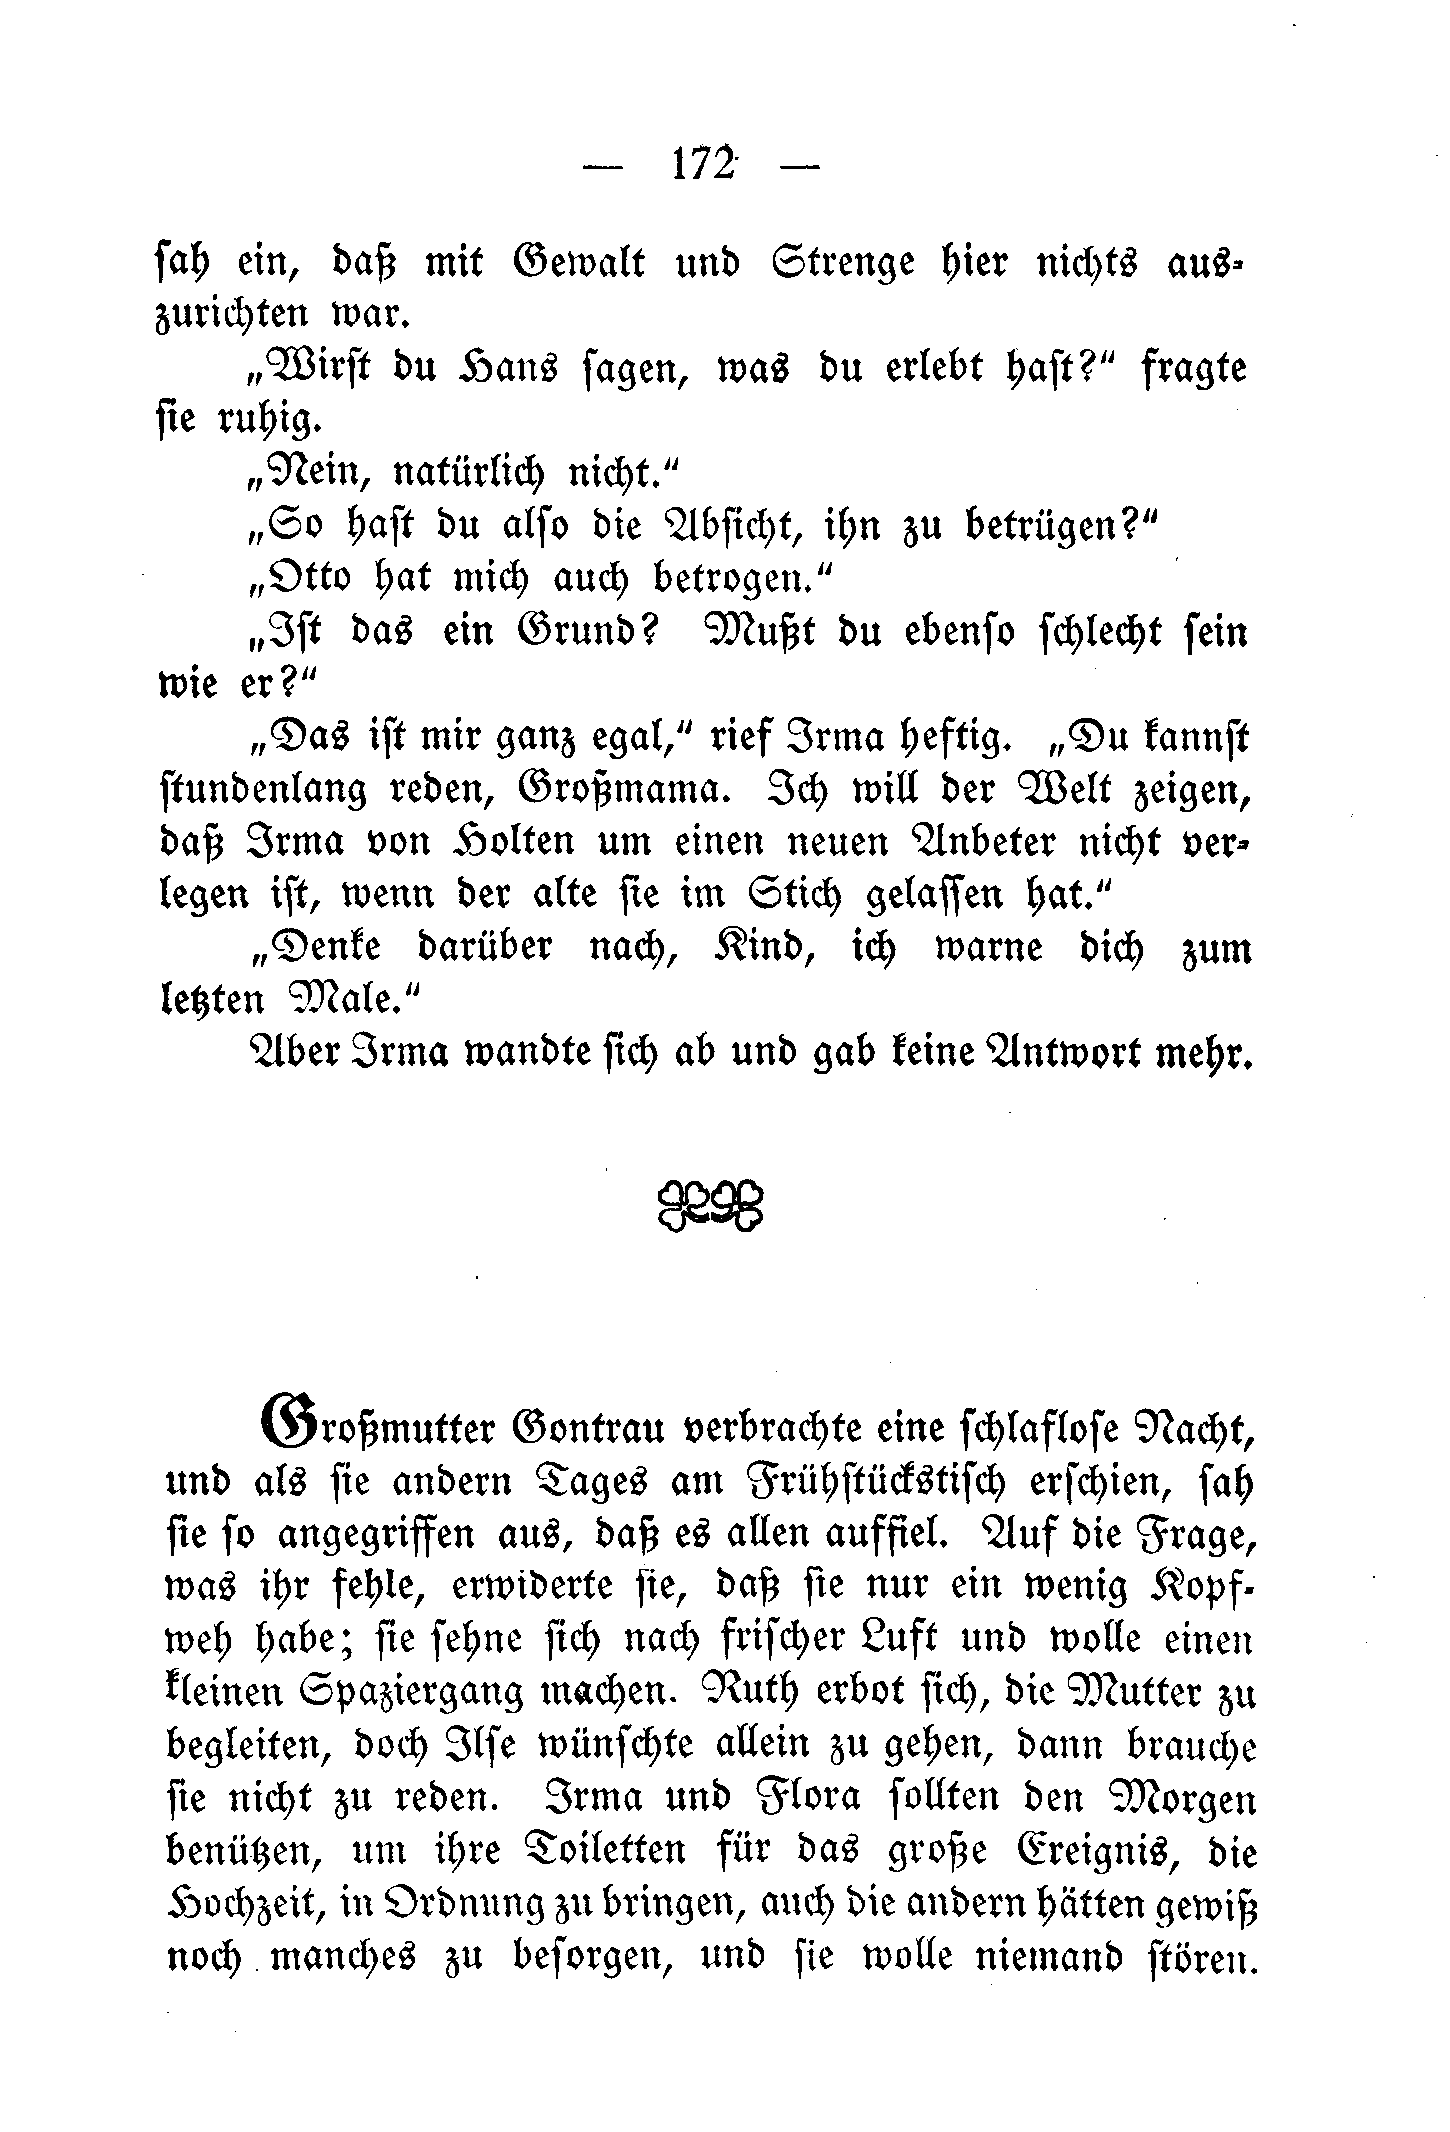 — 172 —
sah ein, daß mit Gewalt und Strenge hier nichts aus-
zurichten war.
„Wirst du Hans sagen, was du erlebt hast?“ fragte
sie ruhig.
„Nein, natürlich nicht.“
„So hast du also die Absicht, ihn zu betrügen?“
„Otto hat mich auch betrogen.“
„Ist das ein Grund? Mußt du ebenso schlecht sein
wie er?“
„Das ist mir ganz egal,“ rief Irma heftig. „Du kannst
stundenlang reden, Großmama. Ich will der Welt zeigen,
daß Irma von Holten um einen neuen Anbeter nicht ver-
legen ist, wenn der alte sie im Stich gelassen hat.“
„Denke darüber nach, Kind, ich warne dich zum
letzten Male.“
Aber Irma wandte sich ab und gab keine Antwort mehr.
Großmutter Gontrau verbrachte eine schlaflose Nacht,
und als sie andern Tages am Frühstückstisch erschien, sah
sie so angegriffen aus, daß es allen auffiel. Auf die Frage,
was ihr fehle, erwiderte sie, daß sie nur ein wenig Kopf-
weh habe; sie sehne sich nach frischer Luft und wolle einen
kleinen Spaziergang machen. Ruth erbot sich, die Mutter zu
begleiten, doch Ilse wünschte allein zu gehen, dann brauche
sie nicht zu reden. Irma und Flora sollten den Morgen
benützen, um ihre Toiletten für das große Ereignis, die
Hochzeit, in Ordnung zu bringen, auch die andern hätten gewiß
noch manches zu besorgen, und sie wolle niemand stören.